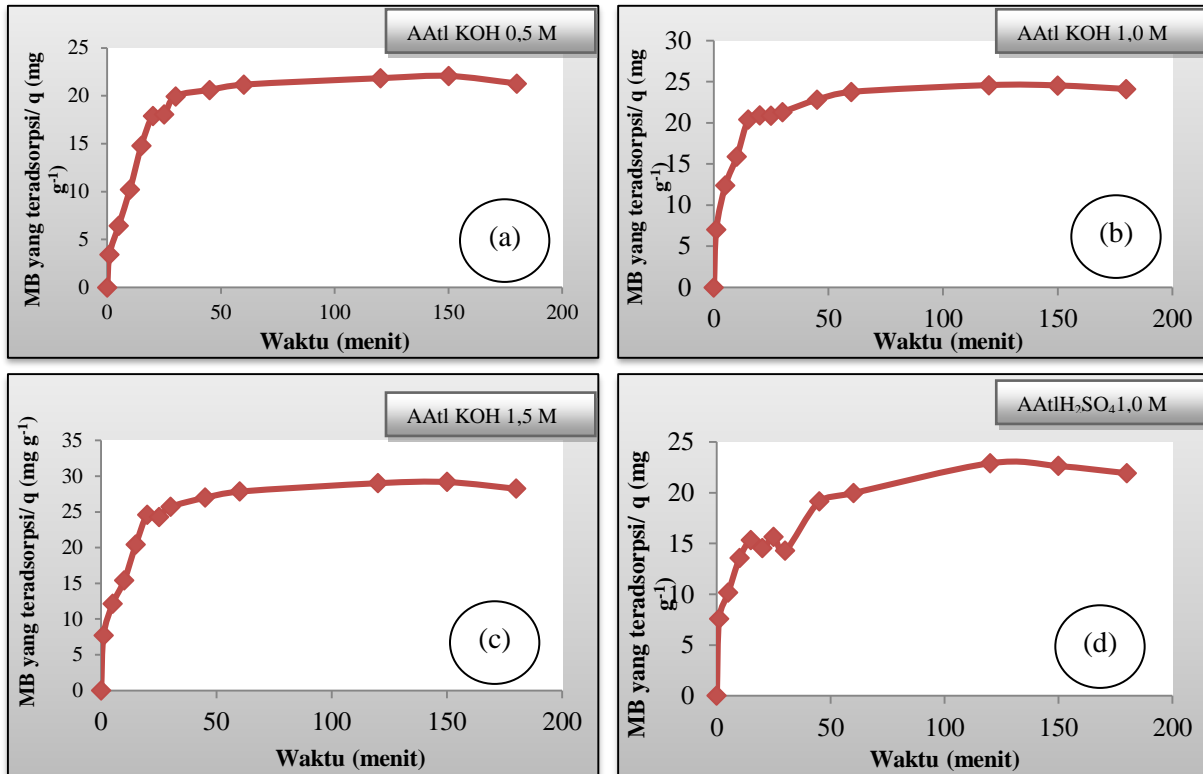 AAtl KOH 0,5 M
MB yang teradsorpsi/ q (mg
g-1)
25
20
15
10
5
0
0 50 100 150 200
Waktu (menit)
(a)
AAtl KOH 1,0 M
MB yang teradsorpsi/ q (mg
g-1)
30
25
20
15
10
5
0
0 50 100 150 200
Waktu (menit)
(b)
AAtl KOH 1,5 M
MB yang teradsorpsi/ q (mg g-1)
35
30
25
20
15
10
5
0
0 50 100 150 200
Waktu (menit)
(c)
AAtlH₂SO₄1,0 M
MB yang teradsorpsi/ q (mg
g-1)
25
20
15
10
5
0
0 50 100 150 200
Waktu (menit)
(d)